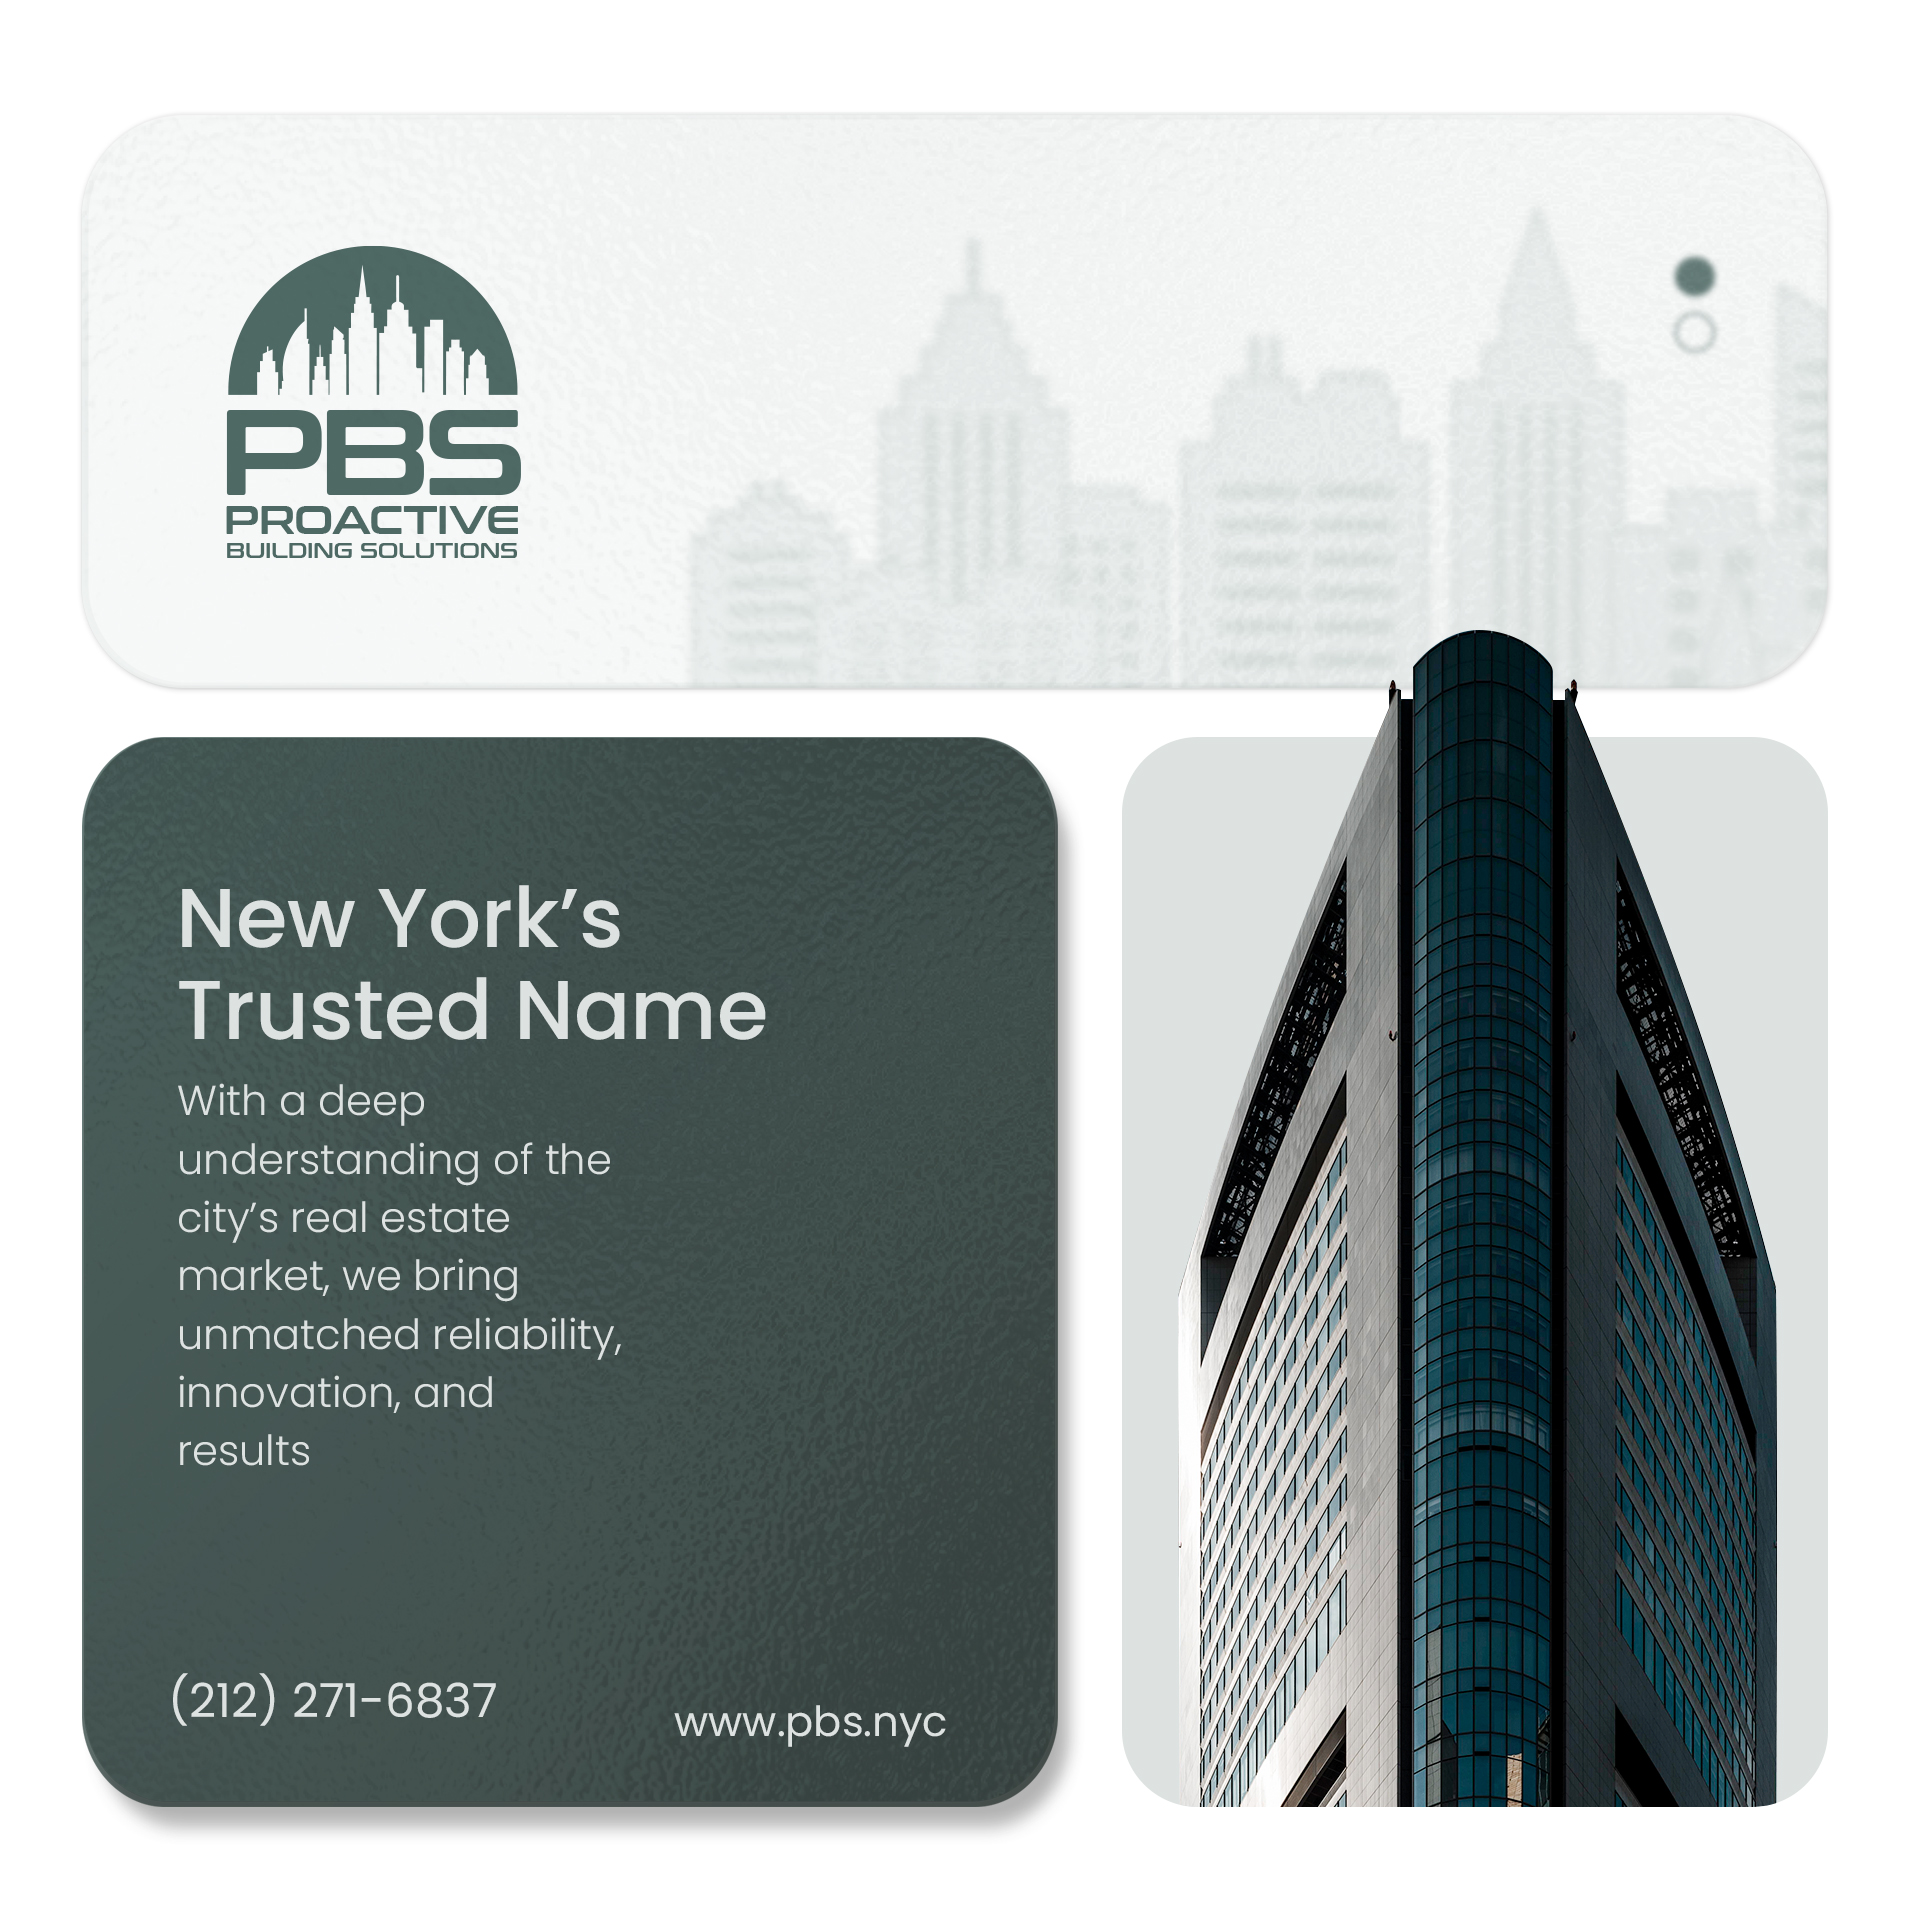 PBS
PROACTIVE
BUILDING SOLUTIONS
New York’s
Trusted Name
With a deep
understanding of the
city’s real estate
market, we bring
unmatched reliability,
innovation, and
results
(212) 271-6837
www.pbs.nyc